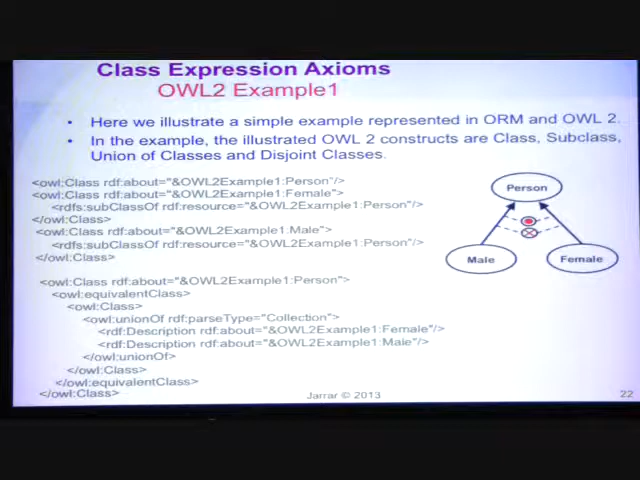 Class Expression Axioms
OWL2 Example1
• Here we illustrate a simple example represented in ORM and OWL 2.
• In the example, the illustrated OWL 2 constructs are Class, Subclass,
Union of Classes and Disjoint Classes.
<owl:Class rdf:about="&OWL2Example1:Person"/>
<owl:Class rdf:about="&OWL2Example1:Female">
<rdfs:subClassOf rdf:resource="&OWL2Example1:Person"/>
</owl:Class>
<owl:Class rdf:about="&OWL2Example1.Male">
<rdfs:subClassOf rdf:resource="&OWL2Example1:Person"/>
</owl:Class>
<owl:Class rdf:about="&OWL2Example1:Person">
<owl:equivalentClass>
<owl:Class>
<owl:unionOf rdf:parseType="Collection">
<rdf:Description rdf:about="&OWL2Example1:Female"/>
<rdf:Description rdf:about="&OWL2Example1:Male"/>
</owl:unionOf>
</owl:Class>
</owl:equivalentClass>
</owl:Class>
Person
Male
Female
Jarrar © 2013
22